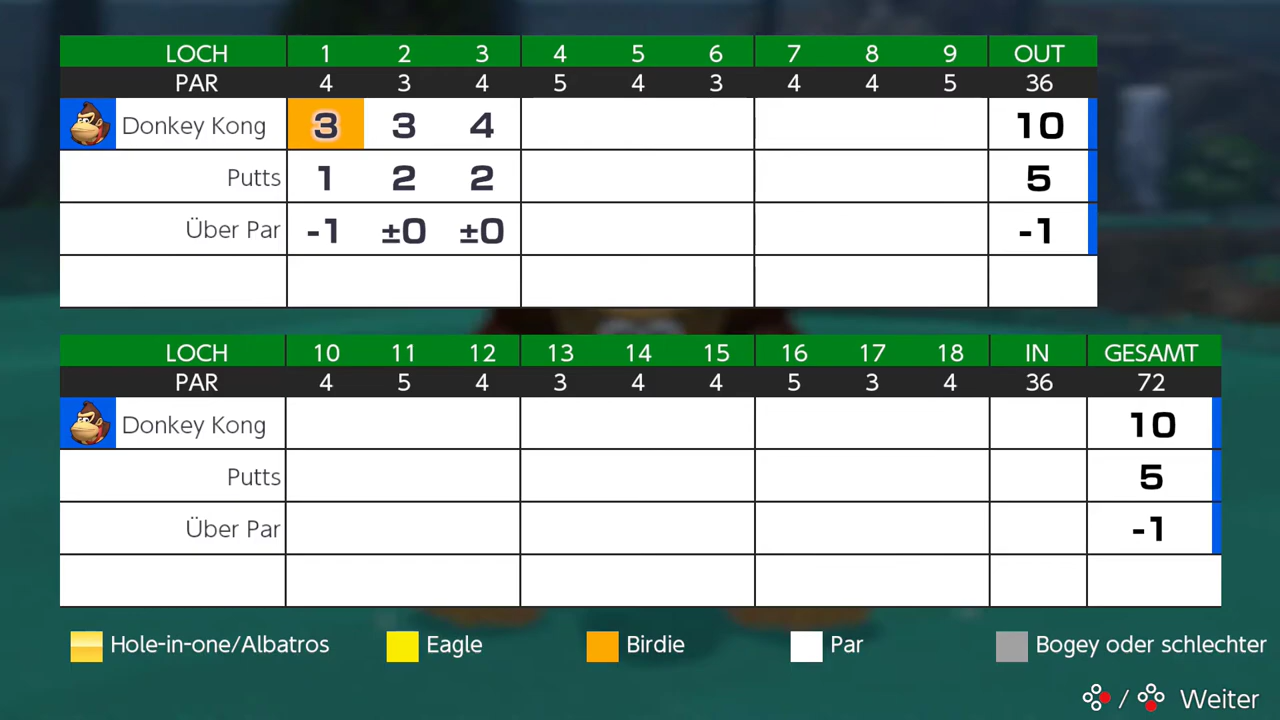 LOCH 1 2 3 4 5 6 7 8 9 OUT
PAR 4 3 4 5 4 3 4 4 5 36
Donkey Kong 3 3 4 10
Putts 1 2 2 5
Über Par -1 ±0 ±0 -1
LOCH 10 11 12 13 14 15 16 17 18 IN GESAMT
PAR 4 5 4 3 4 4 5 3 4 36 72
Donkey Kong 10
Putts 5
Über Par -1
Hole-in-one/Albatros Eagle Birdie Par Bogey oder schlechter
/ Weiter